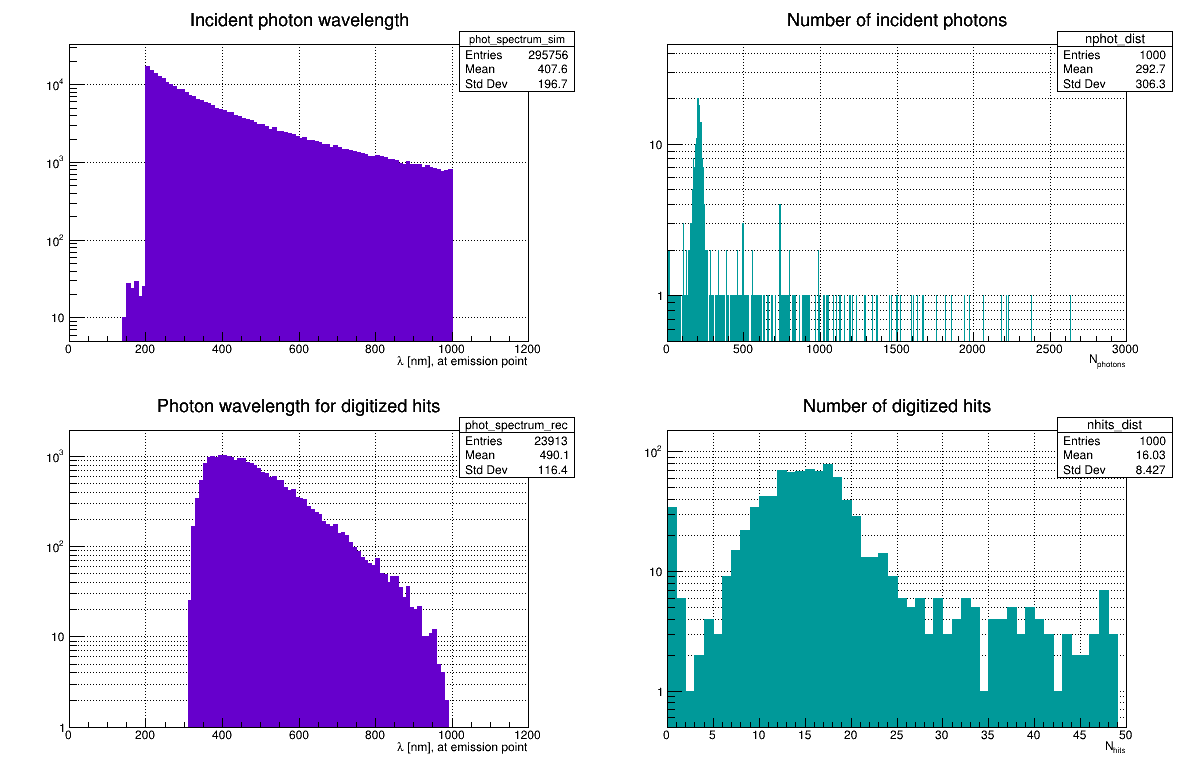 Incident photon wavelength
phot_spectrum_sim
Entries 295756
Mean 407.6
Std Dev 196.7
10^4
10^3
10^2
10
0 200 400 600 800 1000 1200
λ [nm], at emission point
Number of incident photons
nphot_dist
Entries 1000
Mean 292.7
Std Dev 306.3
10
1
0 500 1000 1500 2000 2500 3000
N_photons
Photon wavelength for digitized hits
phot_spectrum_rec
Entries 23913
Mean 490.1
Std Dev 116.4
10^3
10^2
10
1
0 200 400 600 800 1000 1200
λ [nm], at emission point
Number of digitized hits
nhits_dist
Entries 1000
Mean 16.03
Std Dev 8.427
10^2
10
1
0 5 10 15 20 25 30 35 40 45 50
N_hits